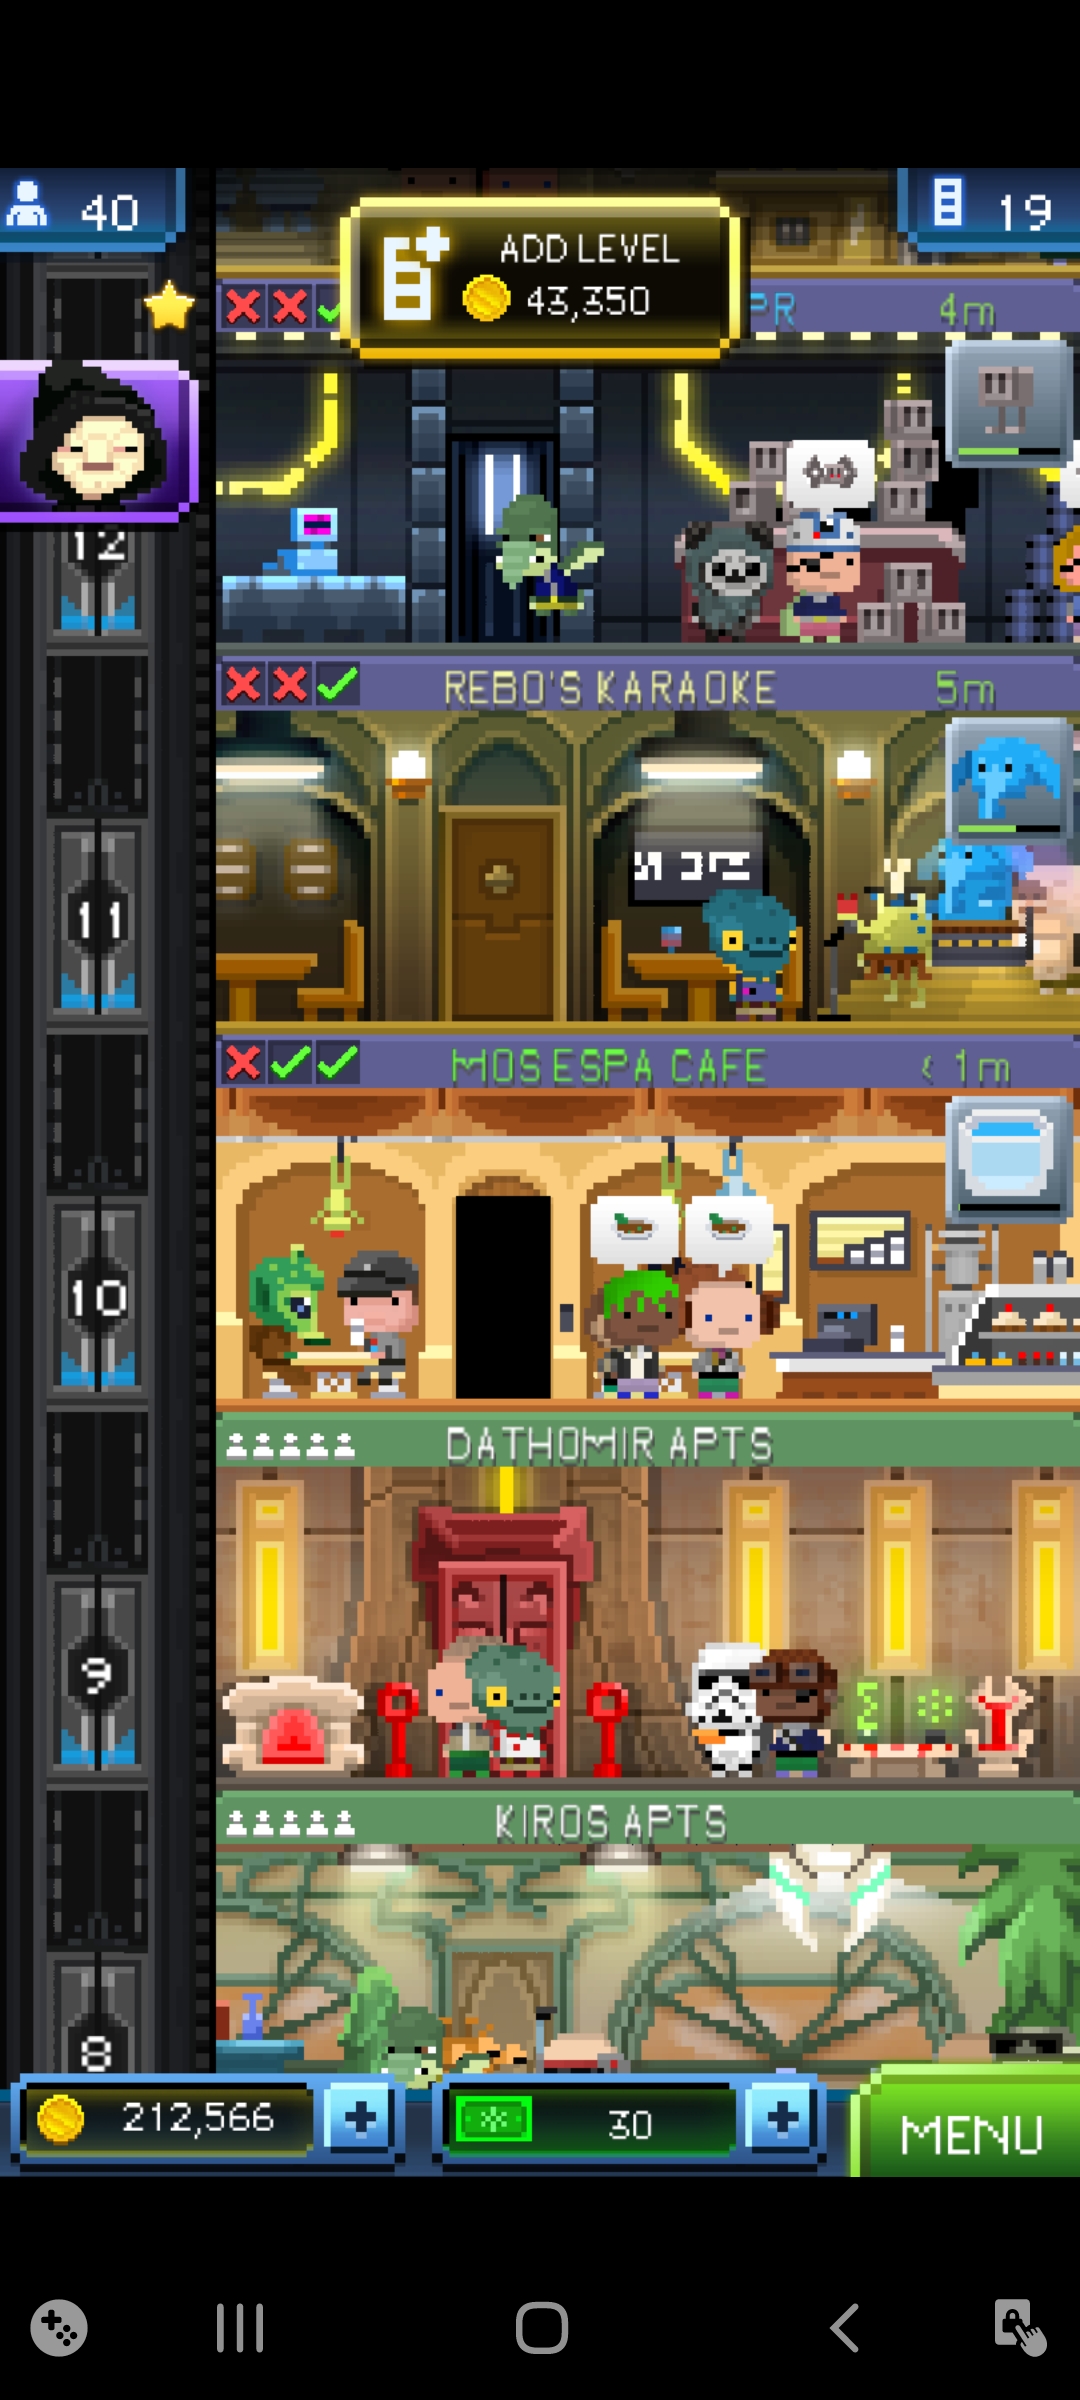 40
ADD LEVEL
43,350
19
PR
4m
12
REBO'S KARAOKE
5m
11
MOS ESPA CAFE
< 1m
10
DATHOMIR APTS
9
KIROS APTS
8
212,566
30
MENU